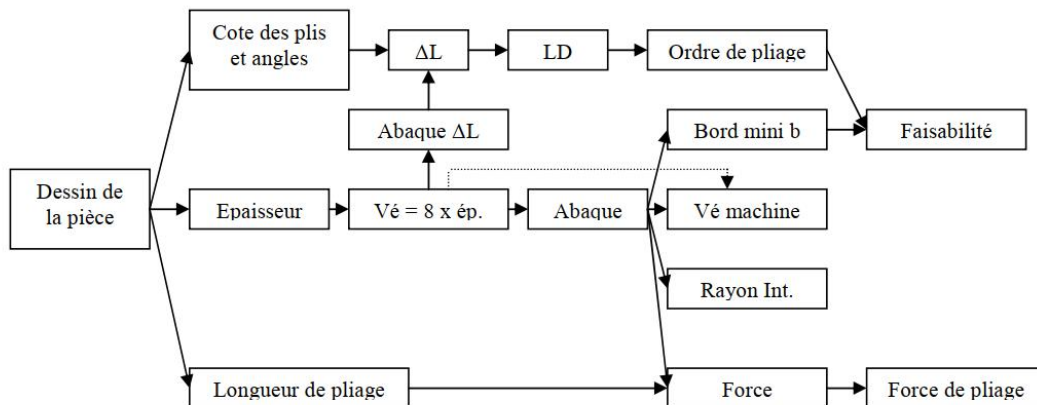 Cote des plis
et angles
ΔL
LD
Ordre de pliage
Abaque ΔL
Bord mini b
Faisabilité
Dessin de
la pièce
Epaisseur
Vé = 8 x ép.
Abaque
Vé machine
Rayon Int.
Longueur de pliage
Force
Force de pliage